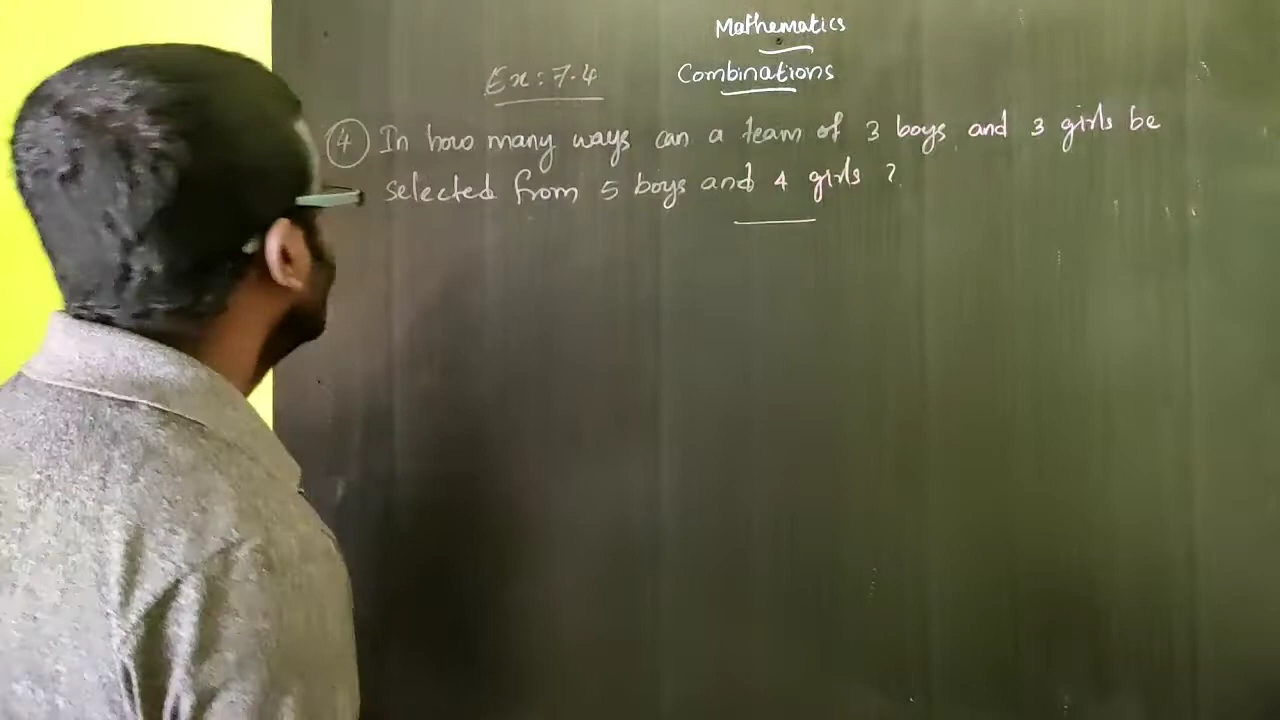 Mathematics
Ex: 7.4 Combinations
4 In how many ways can a team of 3 boys and 3 girls be
selected from 5 boys and 4 girls ?